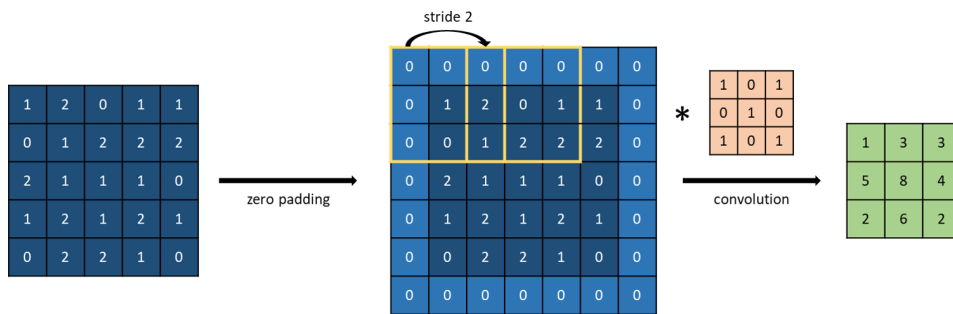 stride 2
1 2 0 1 1
0 1 2 2 2
2 1 1 1 0
1 2 1 2 1
0 2 2 1 0
zero padding
0 0 0 0 0 0 0
0 1 2 0 1 1 0
0 0 1 2 2 2 0
0 2 1 1 1 0 0
0 1 2 1 2 1 0
0 0 2 2 1 0 0
0 0 0 0 0 0 0
*
1 0 1
0 1 0
1 0 1
convolution
1 3 3
5 8 4
2 6 2